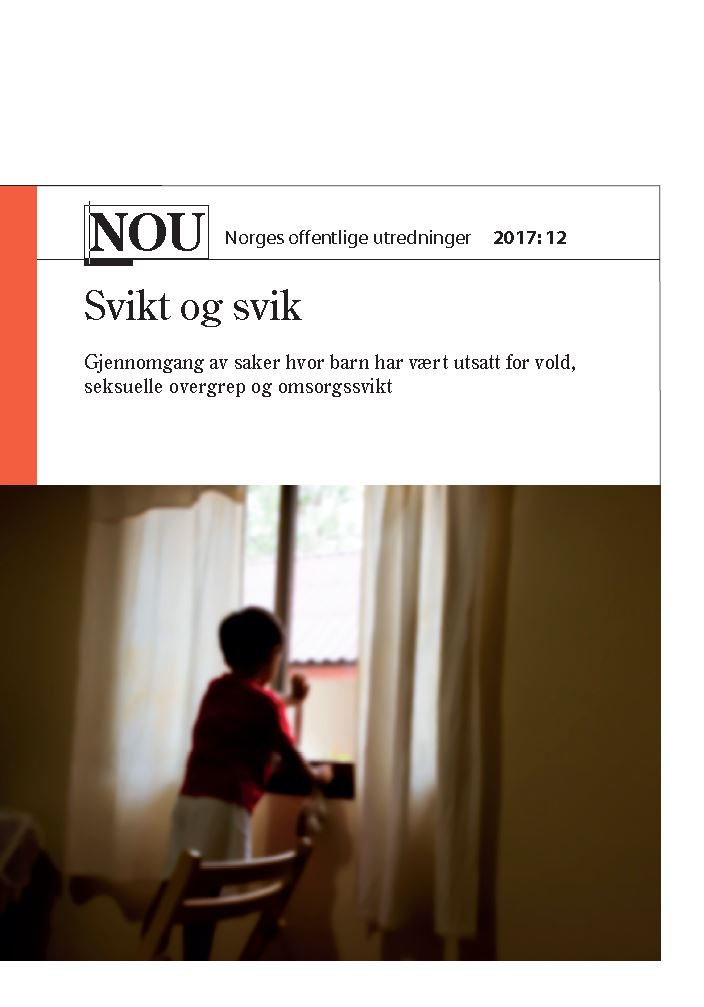 NOU Norges offentlige utredninger 2017: 12
Svikt og svik
Gjennomgang av saker hvor barn har vært utsatt for vold,
seksuelle overgrep og omsorgssvikt